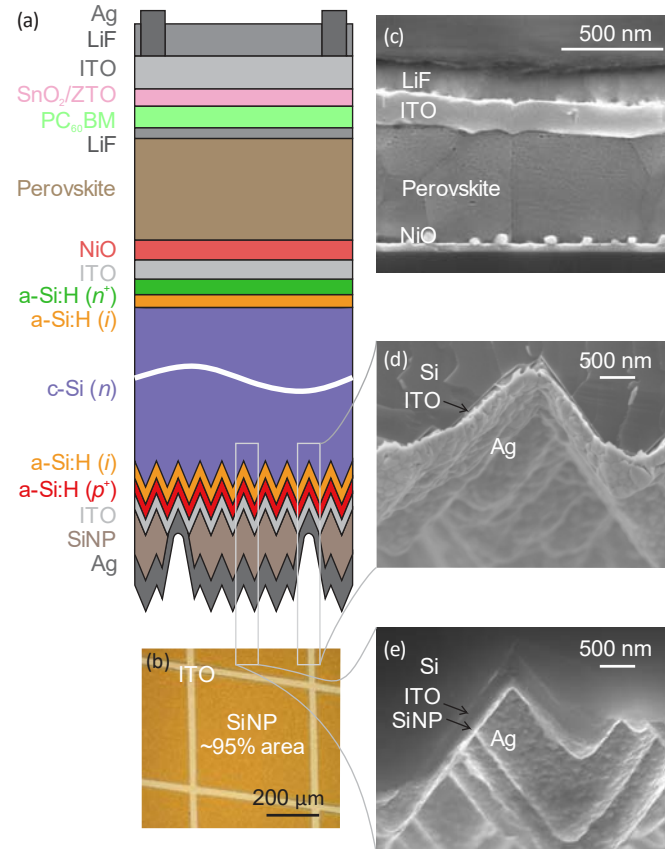 (a)
Ag
LiF
ITO
SnO₂/ZTO
PC₆₀BM
LiF
Perovskite
NiO
ITO
a-Si:H (n⁺)
a-Si:H (i)
c-Si (n)
a-Si:H (i)
a-Si:H (p⁺)
ITO
SiNP
Ag
(b)
ITO
SiNP
~95% area
200 µm
(c)
500 nm
LiF
ITO
Perovskite
NiO
(d)
500 nm
Si
ITO
Ag
(e)
500 nm
Si
ITO
SiNP
Ag